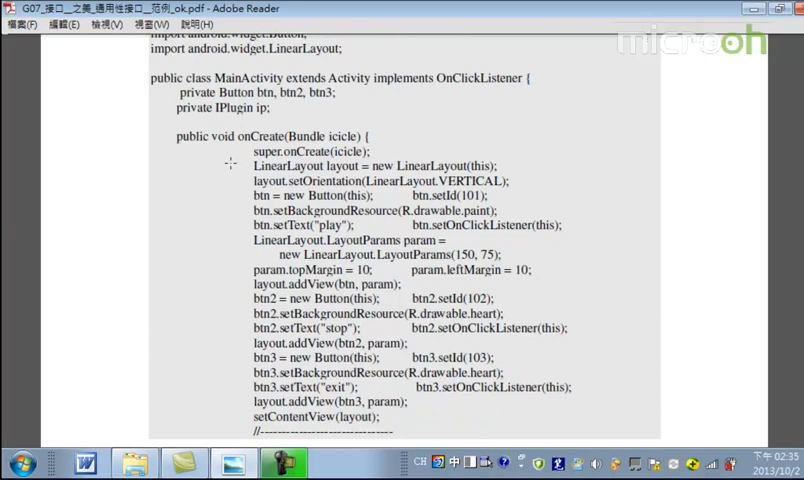 G07_接口__之美_通用性接口__范例_ok.pdf - Adobe Reader
檔案(F) 編輯(E) 檢視(V) 視窗(W) 說明(H)
microoh
import android.widget.Button;
import android.widget.LinearLayout;
public class MainActivity extends Activity implements OnClickListener {
private Button btn, btn2, btn3;
private IPlugin ip;
public void onCreate(Bundle icicle) {
super.onCreate(icicle);
LinearLayout layout = new LinearLayout(this);
layout.setOrientation(LinearLayout.VERTICAL);
btn = new Button(this); btn.setId(101);
btn.setBackgroundResource(R.drawable.paint);
btn.setText("play"); btn.setOnClickListener(this);
LinearLayout.LayoutParams param =
new LinearLayout.LayoutParams(150, 75);
param.topMargin = 10; param.leftMargin = 10;
layout.addView(btn, param);
btn2 = new Button(this); btn2.setId(102);
btn2.setBackgroundResource(R.drawable.heart);
btn2.setText("stop"); btn2.setOnClickListener(this);
layout.addView(btn2, param);
btn3 = new Button(this); btn3.setId(103);
btn3.setBackgroundResource(R.drawable.heart);
btn3.setText("exit"); btn3.setOnClickListener(this);
layout.addView(btn3, param);
setContentView(layout);
//-------------------------------
CH 中
下午 02:35
2013/10/2